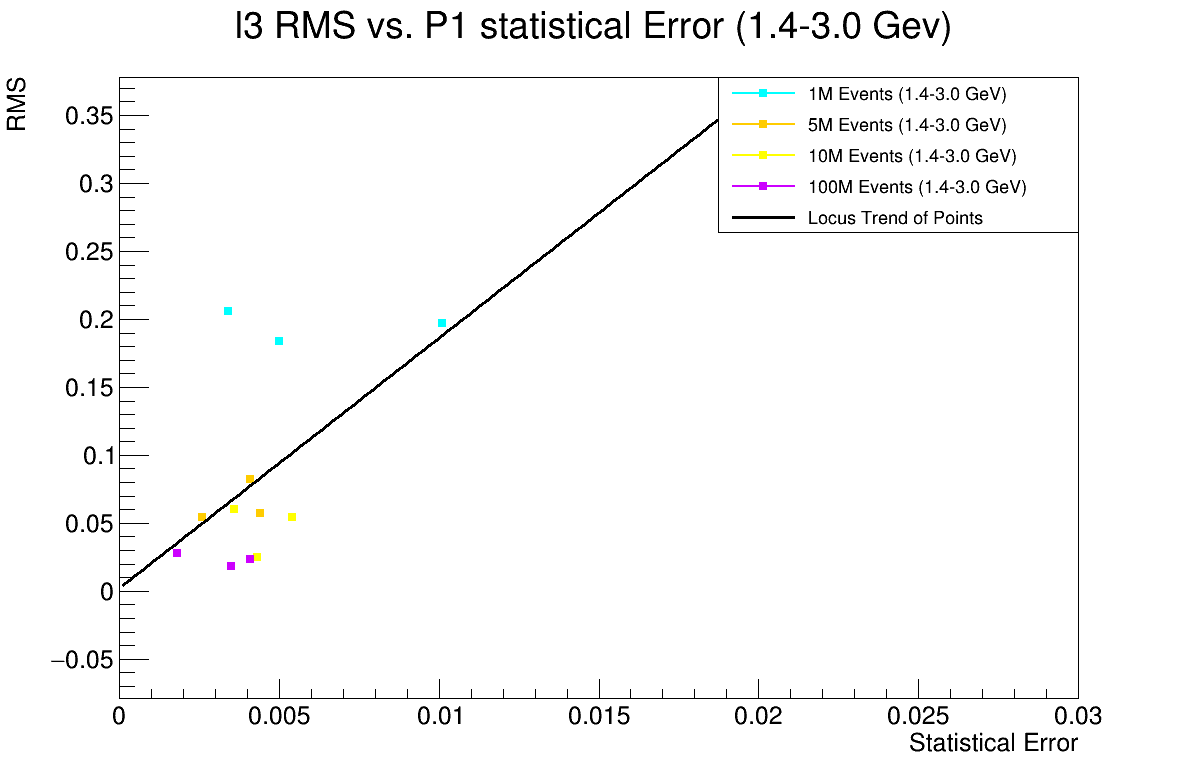 I3 RMS vs. P1 statistical Error (1.4-3.0 Gev)
RMS
1M Events (1.4-3.0 GeV)
5M Events (1.4-3.0 GeV)
10M Events (1.4-3.0 GeV)
100M Events (1.4-3.0 GeV)
Locus Trend of Points
0.35
0.3
0.25
0.2
0.15
0.1
0.05
0
−0.05
0 0.005 0.01 0.015 0.02 0.025 0.03
Statistical Error